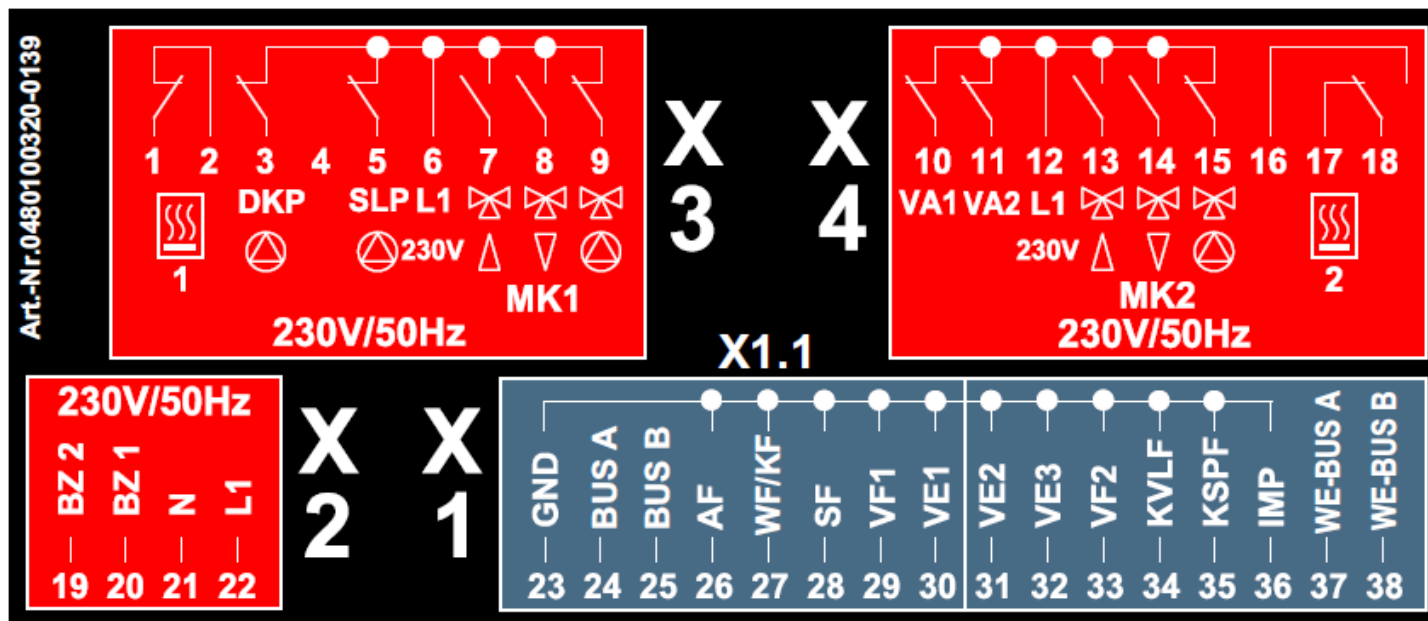 Art.-Nr.0480100320-0139
1 2 3 4 5 6 7 8 9
DKP SLP L1
230V
1
MK1
230V/50Hz
X
3
X
4
10 11 12 13 14 15 16 17 18
VA1 VA2 L1
230V
2
MK2
230V/50Hz
X1.1
230V/50Hz
BZ 2 BZ 1 N L1
19 20 21 22
X
2
X
1
GND BUS A BUS B AF WF/KF SF VF1 VE1 VE2 VE3 VF2 KVLF KSPF IMP WE-BUS A WE-BUS B
23 24 25 26 27 28 29 30 31 32 33 34 35 36 37 38